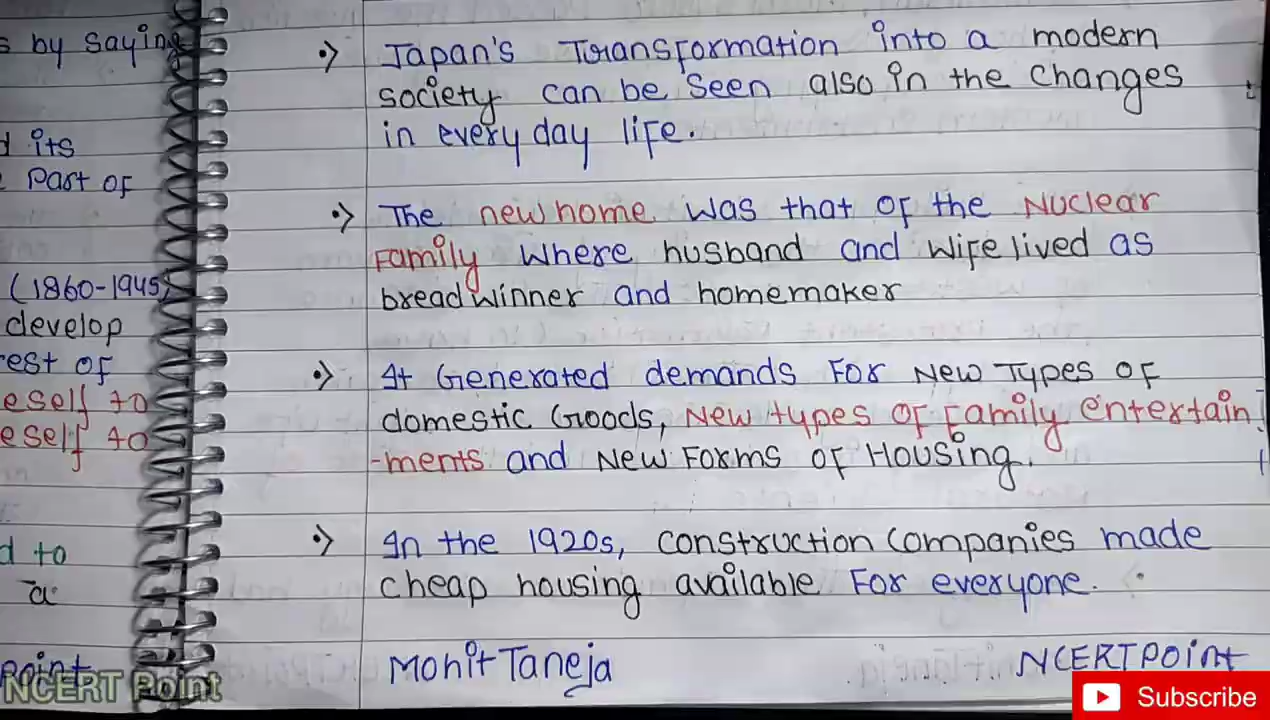 s by saying
d its
Part of
(1860-1945)
develop
rest of
eself to
eself to
d to
a
point
·> Japan's Transformation into a modern
society can be seen also in the changes
in every day life.
·> The new home was that of the Nuclear
Family where husband and wife lived as
breadwinner and homemaker
·> It Generated demands for New Types of
domestic Goods, New types of Family entertain
-ments and New Forms of Housing.
·> In the 1920s, construction companies made
cheap housing available For everyone.
Mohit Taneja
NCERT POINT
NCERT Point
Subscribe